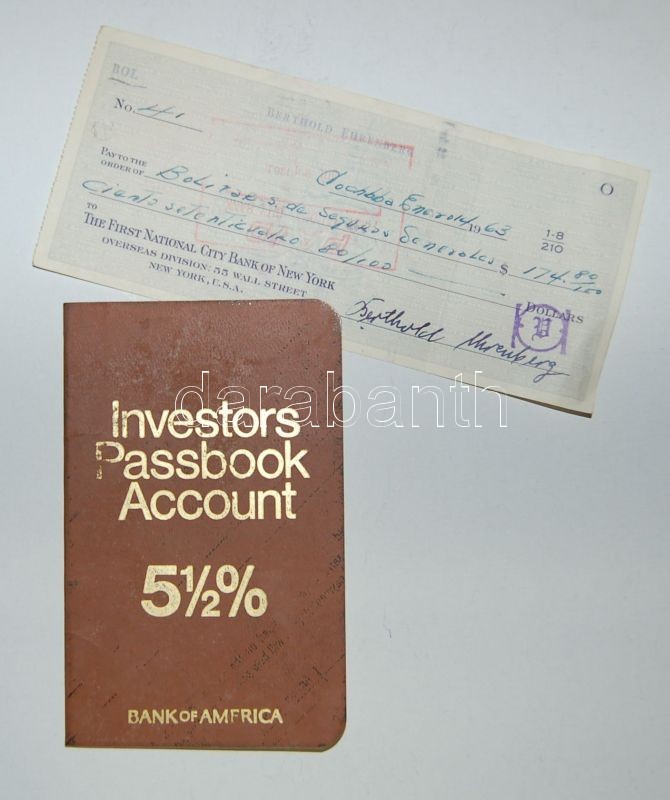 BOL
No. 41
BERTHOLD EHRENBERG
O
Enero 14 1963
1-8
210
PAY TO THE
ORDER OF Bolivar S. de Seguros Generales $ 174.80/100
Ciento setenticuatro 80/100
DOLLARS
TO
THE FIRST NATIONAL CITY BANK OF NEW YORK
OVERSEAS DIVISION: 55 WALL STREET
NEW YORK, U.S.A.
Berthold Ehrenberg
darabanth
Investors
Passbook
Account
5½%
BANK OF AMERICA